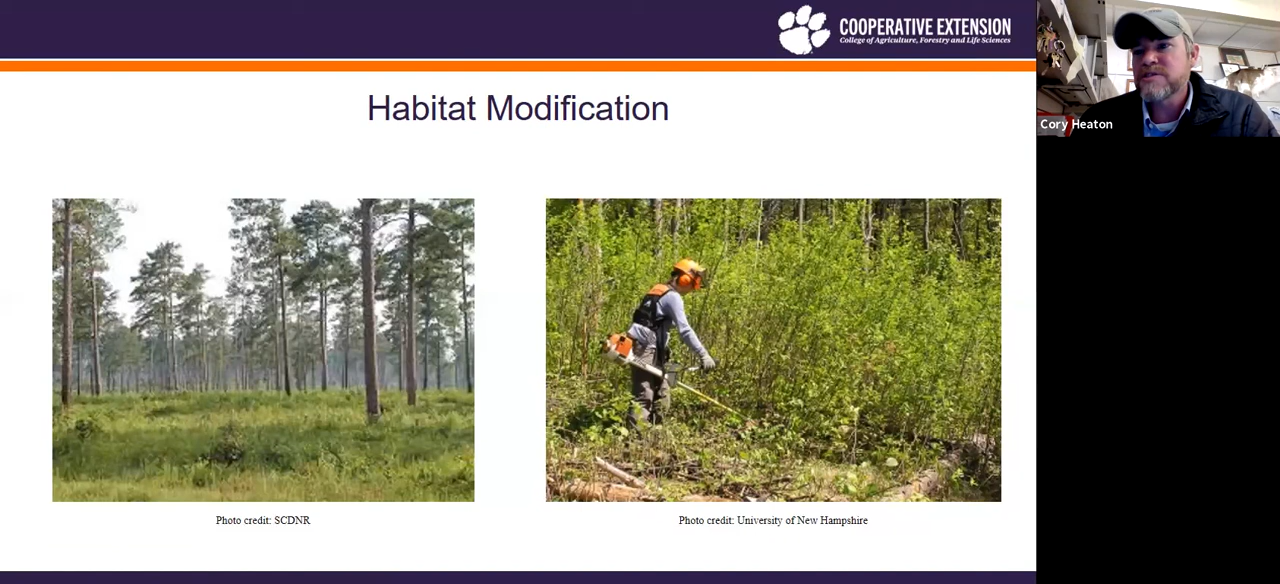 COOPERATIVE EXTENSION
College of Agriculture, Forestry and Life Sciences
Habitat Modification
Cory Heaton
Photo credit: SCDNR
Photo credit: University of New Hampshire